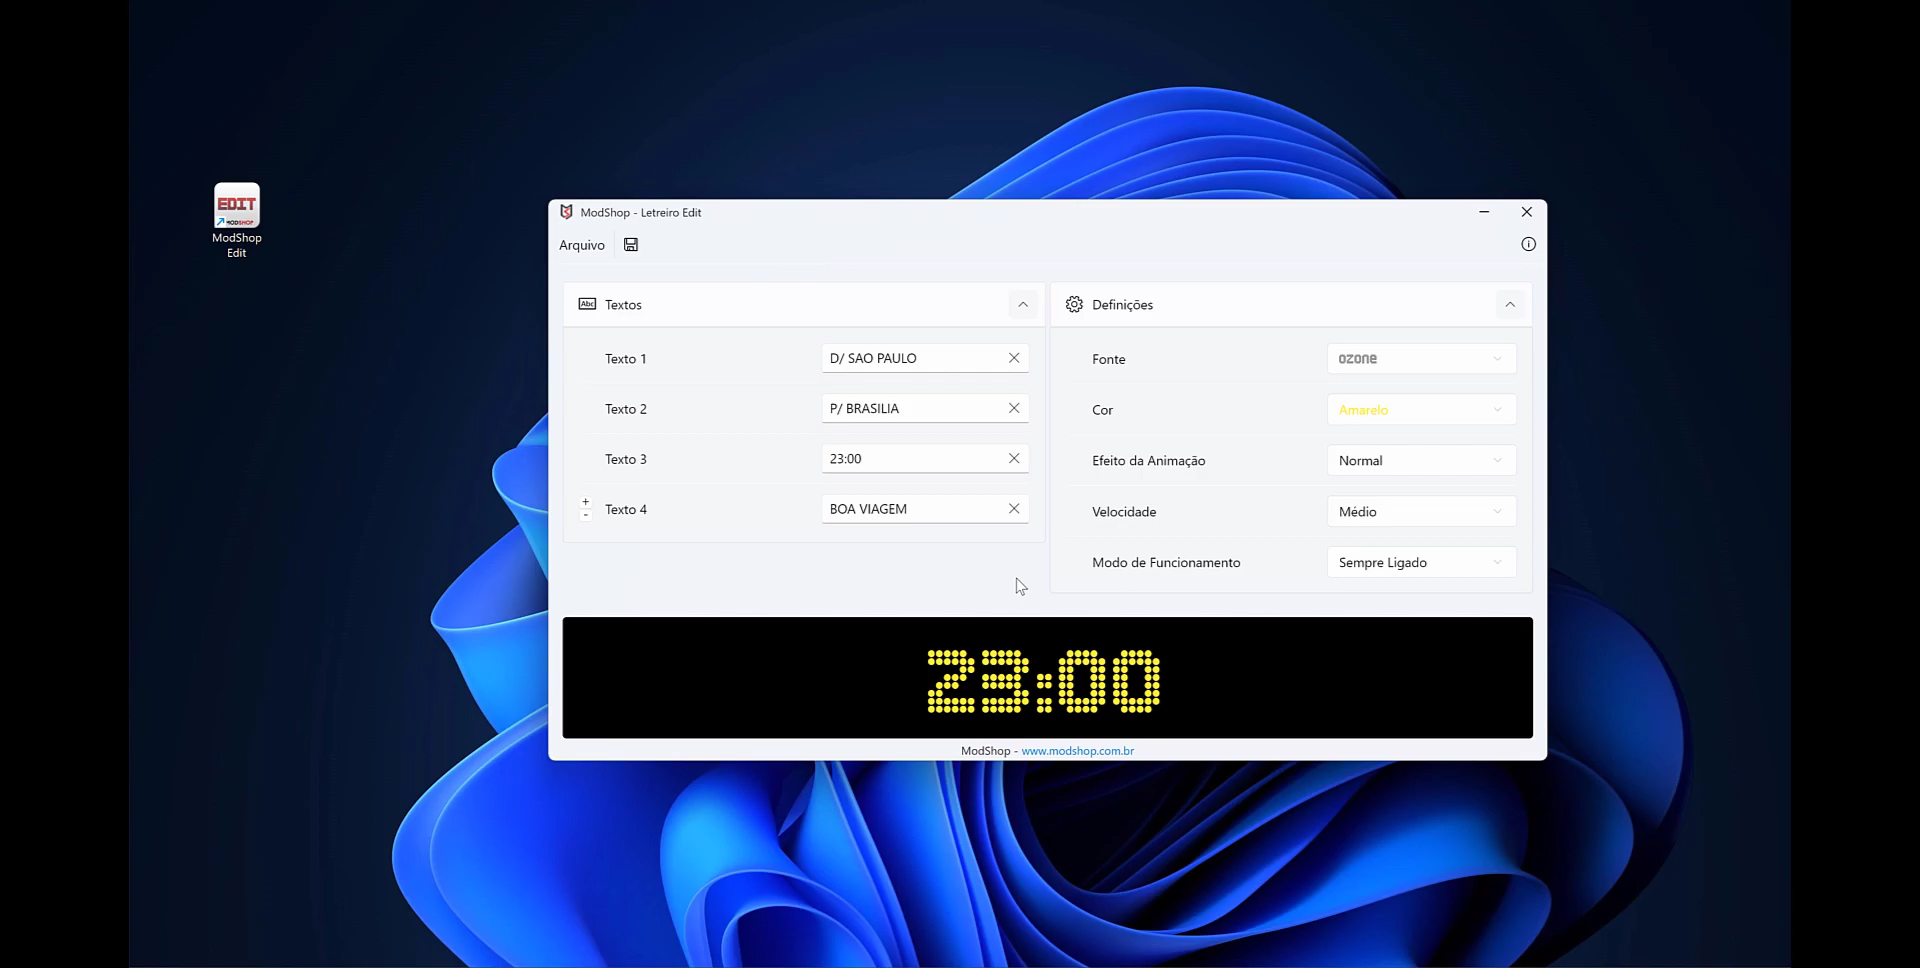 EDIT
MODSHOP
ModShop
Edit
ModShop - Letreiro Edit
Arquivo
Abc Textos
Texto 1 D/ SAO PAULO
Texto 2 P/ BRASILIA
Texto 3 23:00
+
-
Texto 4 BOA VIAGEM
Definições
Fonte ozone
Cor Amarelo
Efeito da Animação Normal
Velocidade Médio
Modo de Funcionamento Sempre Ligado
23:00
ModShop - www.modshop.com.br